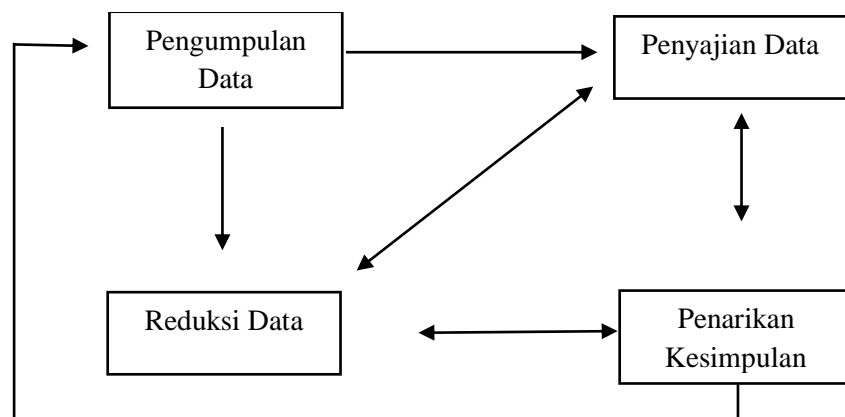 Pengumpulan
Data
Penyajian Data
Reduksi Data
Penarikan
Kesimpulan